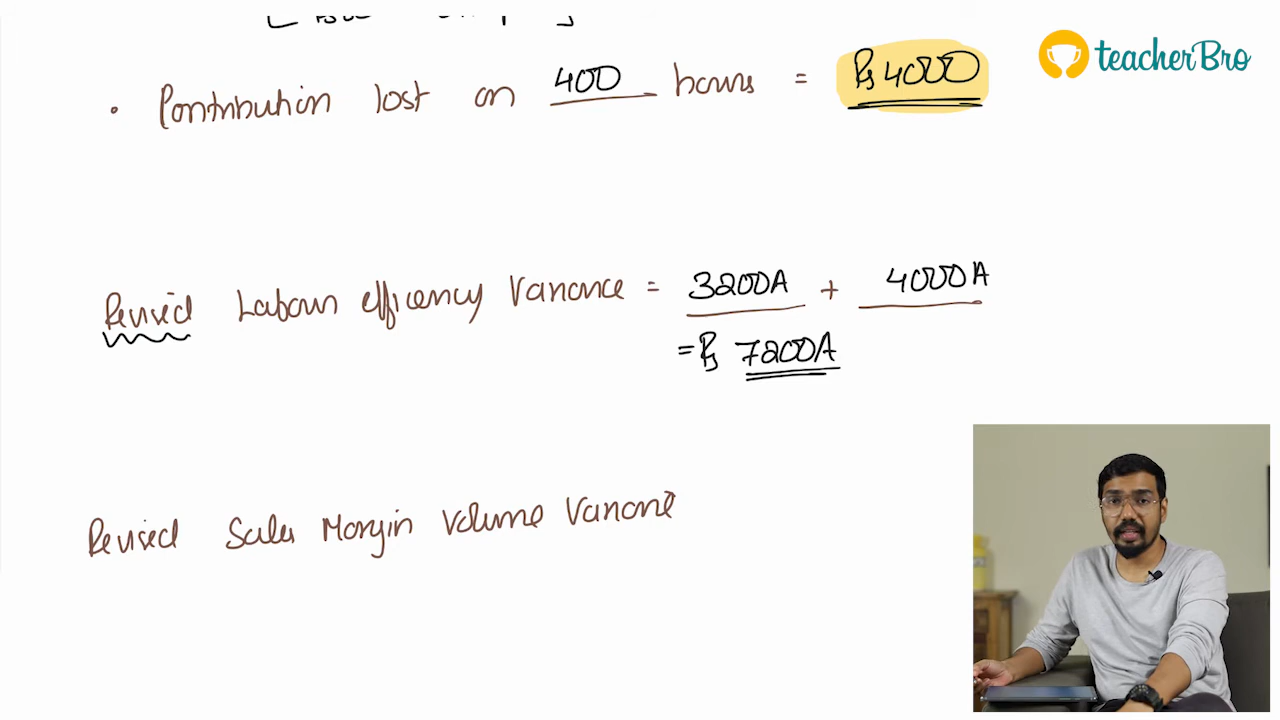 teacherBro
• Contribution lost on 400 hours = ₨ 4000
Revised Labour efficiency Variance = 3200A + 4000A
= ₨ 7200A
Revised Sales Margin Volume Variance